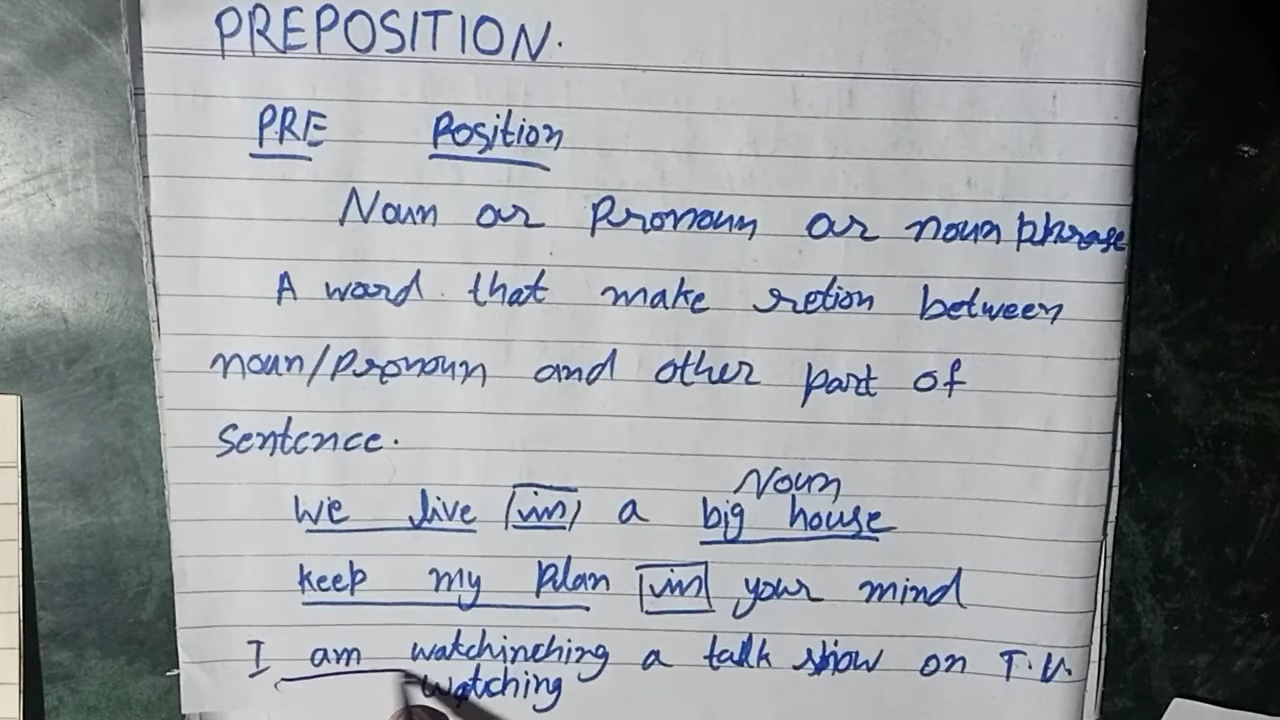 PREPOSITION.
PRE Position
Noun or Pronoun or noun phrase
A word that make retion between
noun/pronoun and other part of
sentence.
Noun
We live in a big house
keep my plan in your mind
I am watchinching a talk show on T.V.
watching